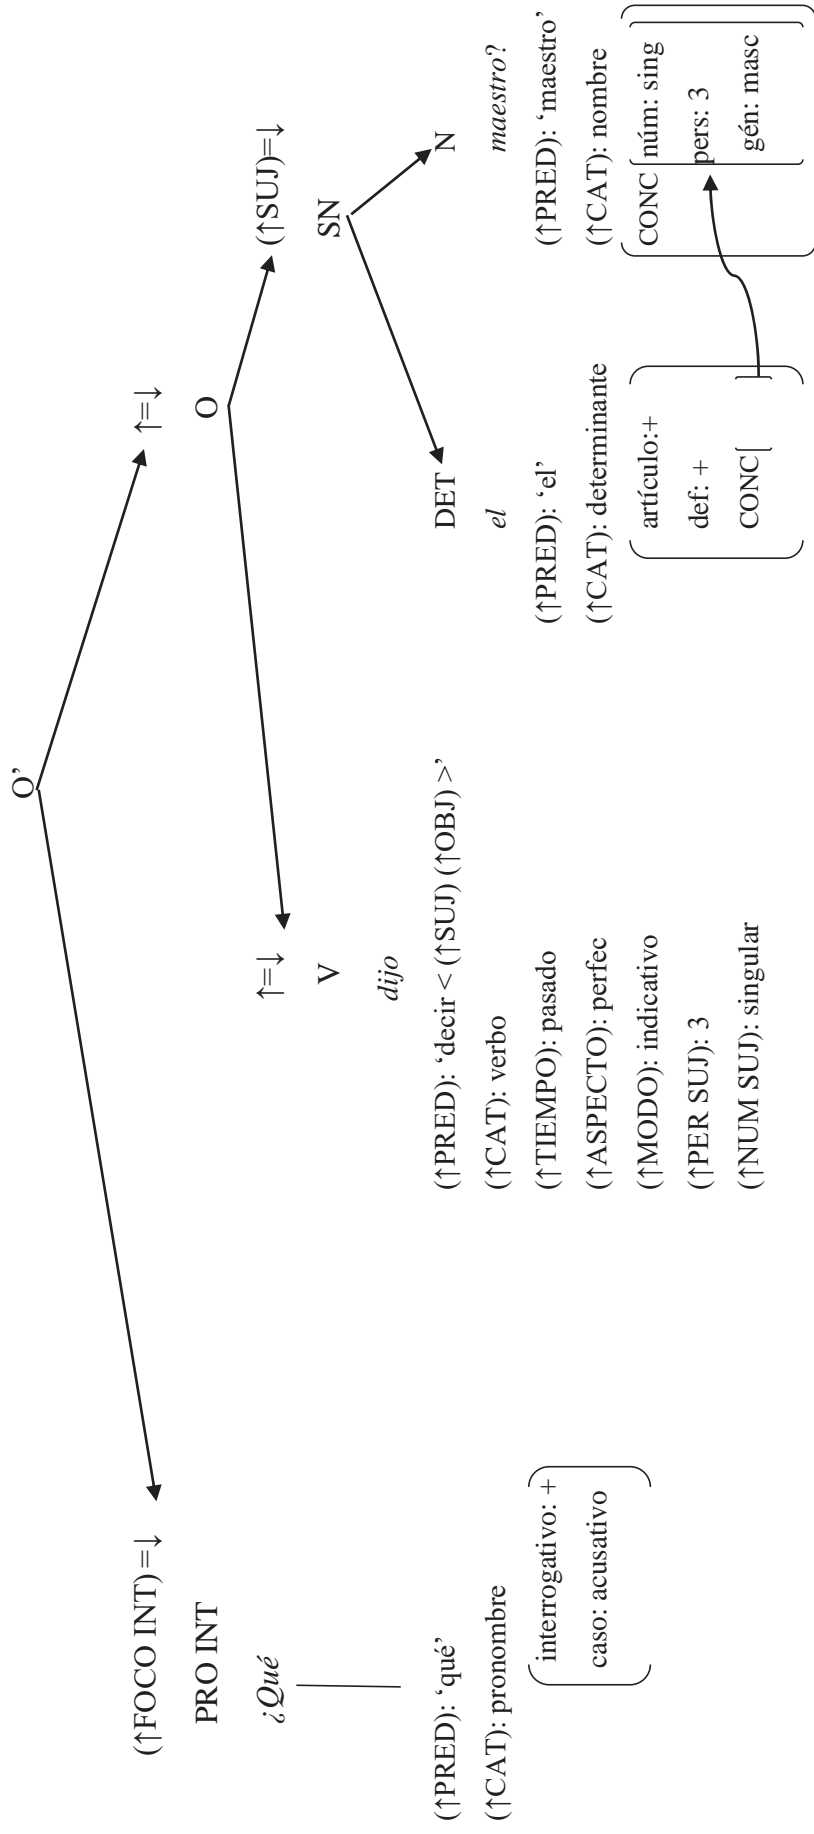 O’
(↑FOCO INT)=↓
↑=↓
PRO INT
O
¿Qué
↑=↓
(↑SUJ)=↓
V
SN
dijo
(↑PRED): ‘qué’
(↑CAT): pronombre
interrogativo: +
caso: acusativo
(↑PRED): ‘decir < (↑SUJ) (↑OBJ) >’
(↑CAT): verbo
(↑TIEMPO): pasado
(↑ASPECTO): perfec
(↑MODO): indicativo
(↑PER SUJ): 3
(↑NUM SUJ): singular
DET
el
(↑PRED): ‘el’
(↑CAT): determinante
artículo:+
def: +
CONC
N
maestro?
(↑PRED): ‘maestro’
(↑CAT): nombre
CONC núm: sing
pers: 3
gén: masc